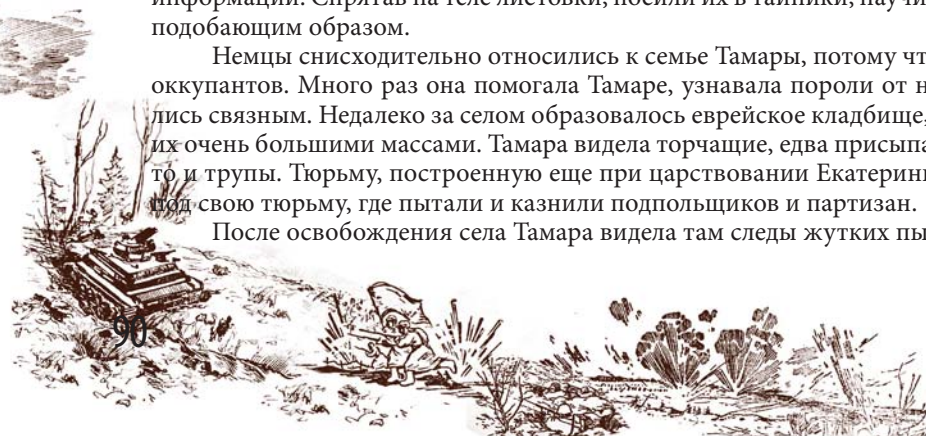 информации. Спрятав на теле листовки, носили их в тайники, научи
подобающим образом.
Немцы снисходительно относились к семье Тамары, потому чт
оккупантов. Много раз она помогала Тамаре, узнавала пороли от н
лись связным. Недалеко за селом образовалось еврейское кладбище,
их очень большими массами. Тамара видела торчащие, едва присыпа
то и трупы. Тюрьму, построенную еще при царствовании Екатерин
под свою тюрьму, где пытали и казнили подпольщиков и партизан.
После освобождения села Тамара видела там следы жутких пы
90